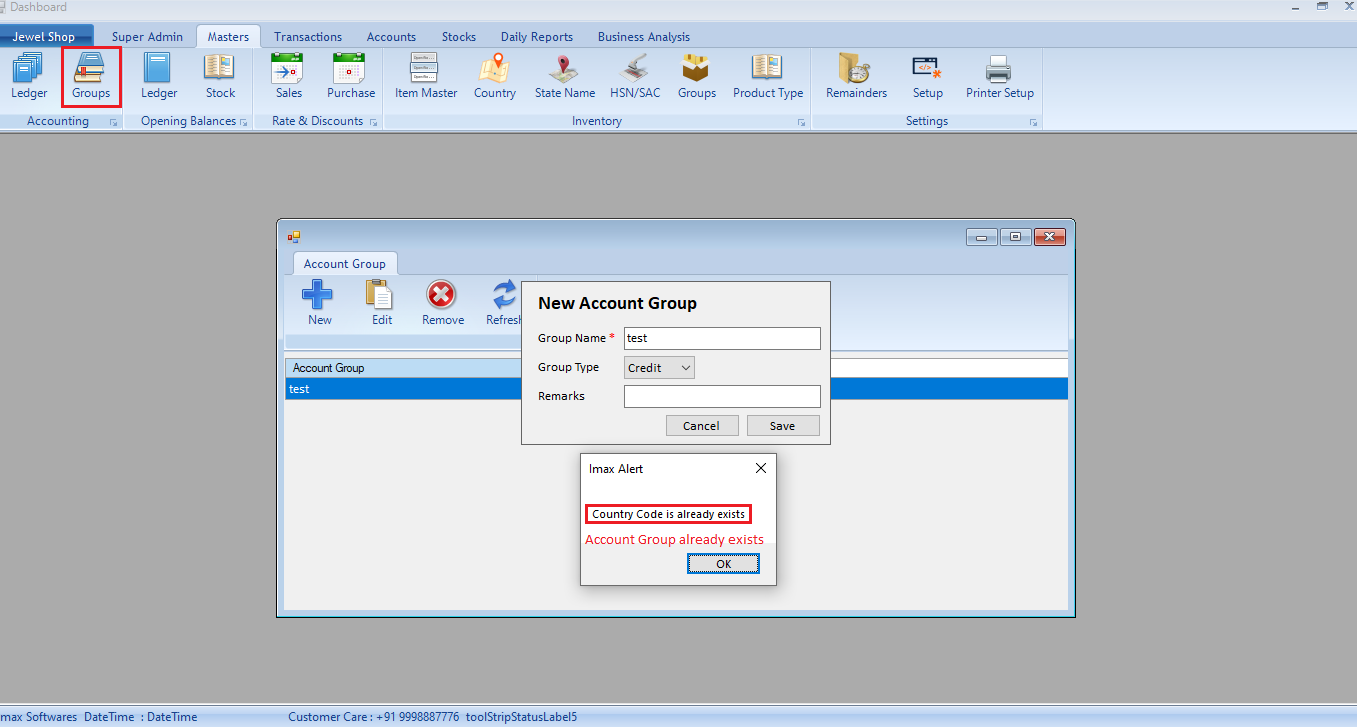 Dashboard
Jewel Shop Super Admin Masters Transactions Accounts Stocks Daily Reports Business Analysis
Ledger Groups Ledger Stock Sales Purchase Item Master Country State Name HSN/SAC Groups Product Type Remainders Setup Printer Setup
Accounting Opening Balances Rate & Discounts Inventory Settings
Account Group
New Edit Remove Refresh
Account Group
test
New Account Group
Group Name * test
Group Type Credit
Remarks
Cancel Save
Imax Alert
Country Code is already exists
Account Group already exists
OK
max Softwares DateTime : DateTime Customer Care : +91 9998887776 toolStripStatusLabel5